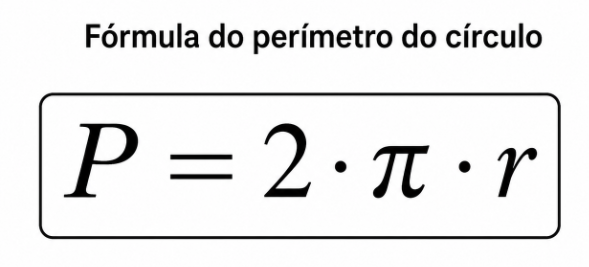 Fórmula do perímetro do círculo
P = 2 · π · r